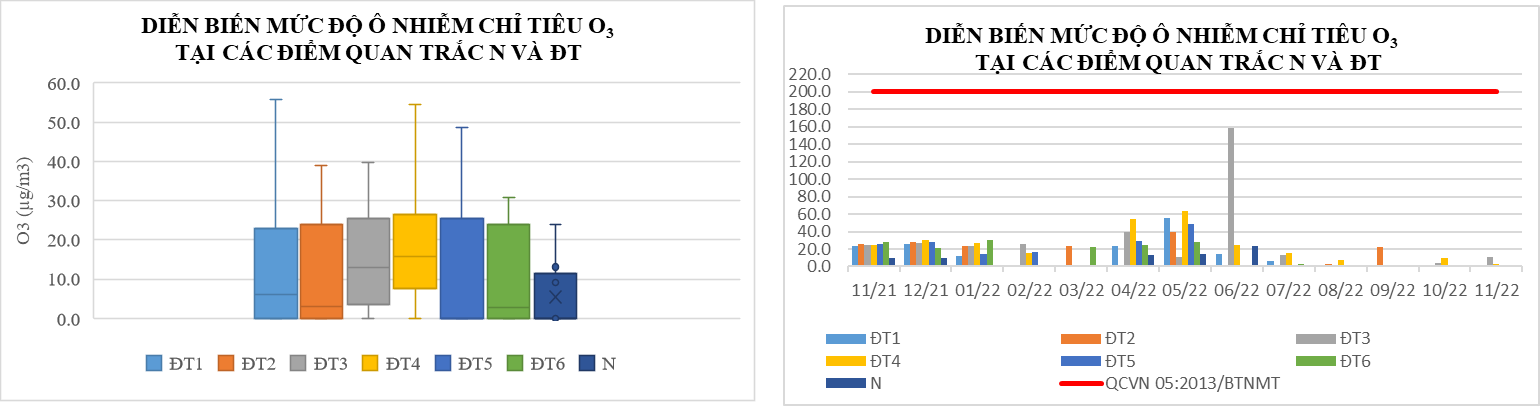 DIỄN BIẾN MỨC ĐỘ Ô NHIỄM CHỈ TIÊU O3
TẠI CÁC ĐIỂM QUAN TRẮC N VÀ ĐT
60.0
50.0
40.0
30.0
20.0
10.0
0.0
O3 (µg/m3)
ĐT1 ĐT2 ĐT3 ĐT4 ĐT5 ĐT6 N
DIỄN BIẾN MỨC ĐỘ Ô NHIỄM CHỈ TIÊU O3
TẠI CÁC ĐIỂM QUAN TRẮC N VÀ ĐT
220.0
200.0
180.0
160.0
140.0
120.0
100.0
80.0
60.0
40.0
20.0
0.0
11/21 12/21 01/22 02/22 03/22 04/22 05/22 06/22 07/22 08/22 09/22 10/22 11/22
ĐT1 ĐT2 ĐT3
ĐT4 ĐT5 ĐT6
N QCVN 05:2013/BTNMT